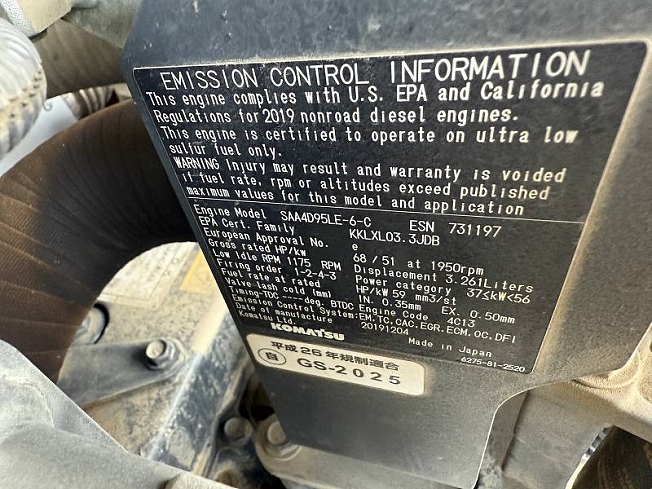 EMISSION CONTROL INFORMATION
This engine complies with U.S. EPA and California
Regulations for 2019 nonroad diesel engines.
This engine is certified to operate on ultra low
sulfur fuel only.
WARNING Injury may result and warranty is voided
if fuel rate, rpm or altitudes exceed published
maximum values for this model and application
Engine Model SAA4D95LE-6-C ESN 731197
EPA Cert. Family KKLXL03.3JDB
European Approval No. e
Gross rated HP/kw 68/51 at 1950rpm
Low Idle RPM 1175 RPM Displacement 3.261Liters
Firing order 1-2-4-3 Power category 37≤kW<56
Fuel rate at rated HP/kW 59 mm3/st
Valve lash cold (mm) IN. 0.35mm EX. 0.50mm
Timing-TDC ----deg. BTDC Engine Code 4C13
Emission Control System:EM,TC,CAC,EGR,ECM,OC,DFI
Date of manufacture 20191204
Komatsu Ltd. Made in Japan
KOMATSU 6275-81-2520
平成26年規制適合
自 GS-2025